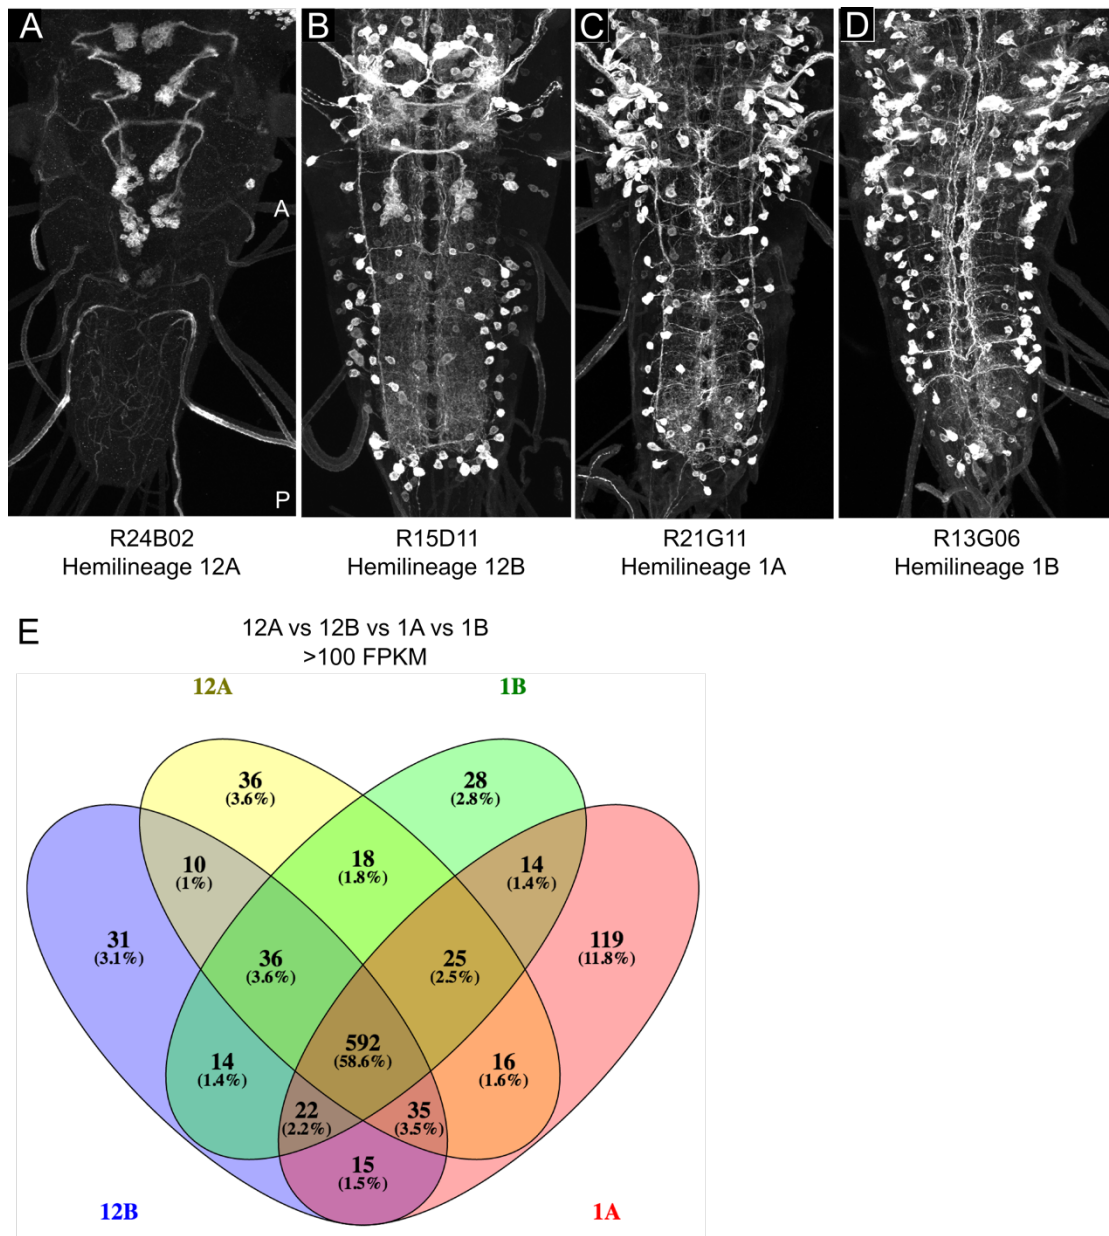 A
B
C
D
A
P
R24B02
Hemilineage 12A
R15D11
Hemilineage 12B
R21G11
Hemilineage 1A
R13G06
Hemilineage 1B
E
12A vs 12B vs 1A vs 1B
>100 FPKM
12A
1B
36
(3.6%)
28
(2.8%)
10
(1%)
18
(1.8%)
14
(1.4%)
31
(3.1%)
36
(3.6%)
25
(2.5%)
119
(11.8%)
592
(58.6%)
14
(1.4%)
16
(1.6%)
22
(2.2%)
35
(3.5%)
15
(1.5%)
12B
1A